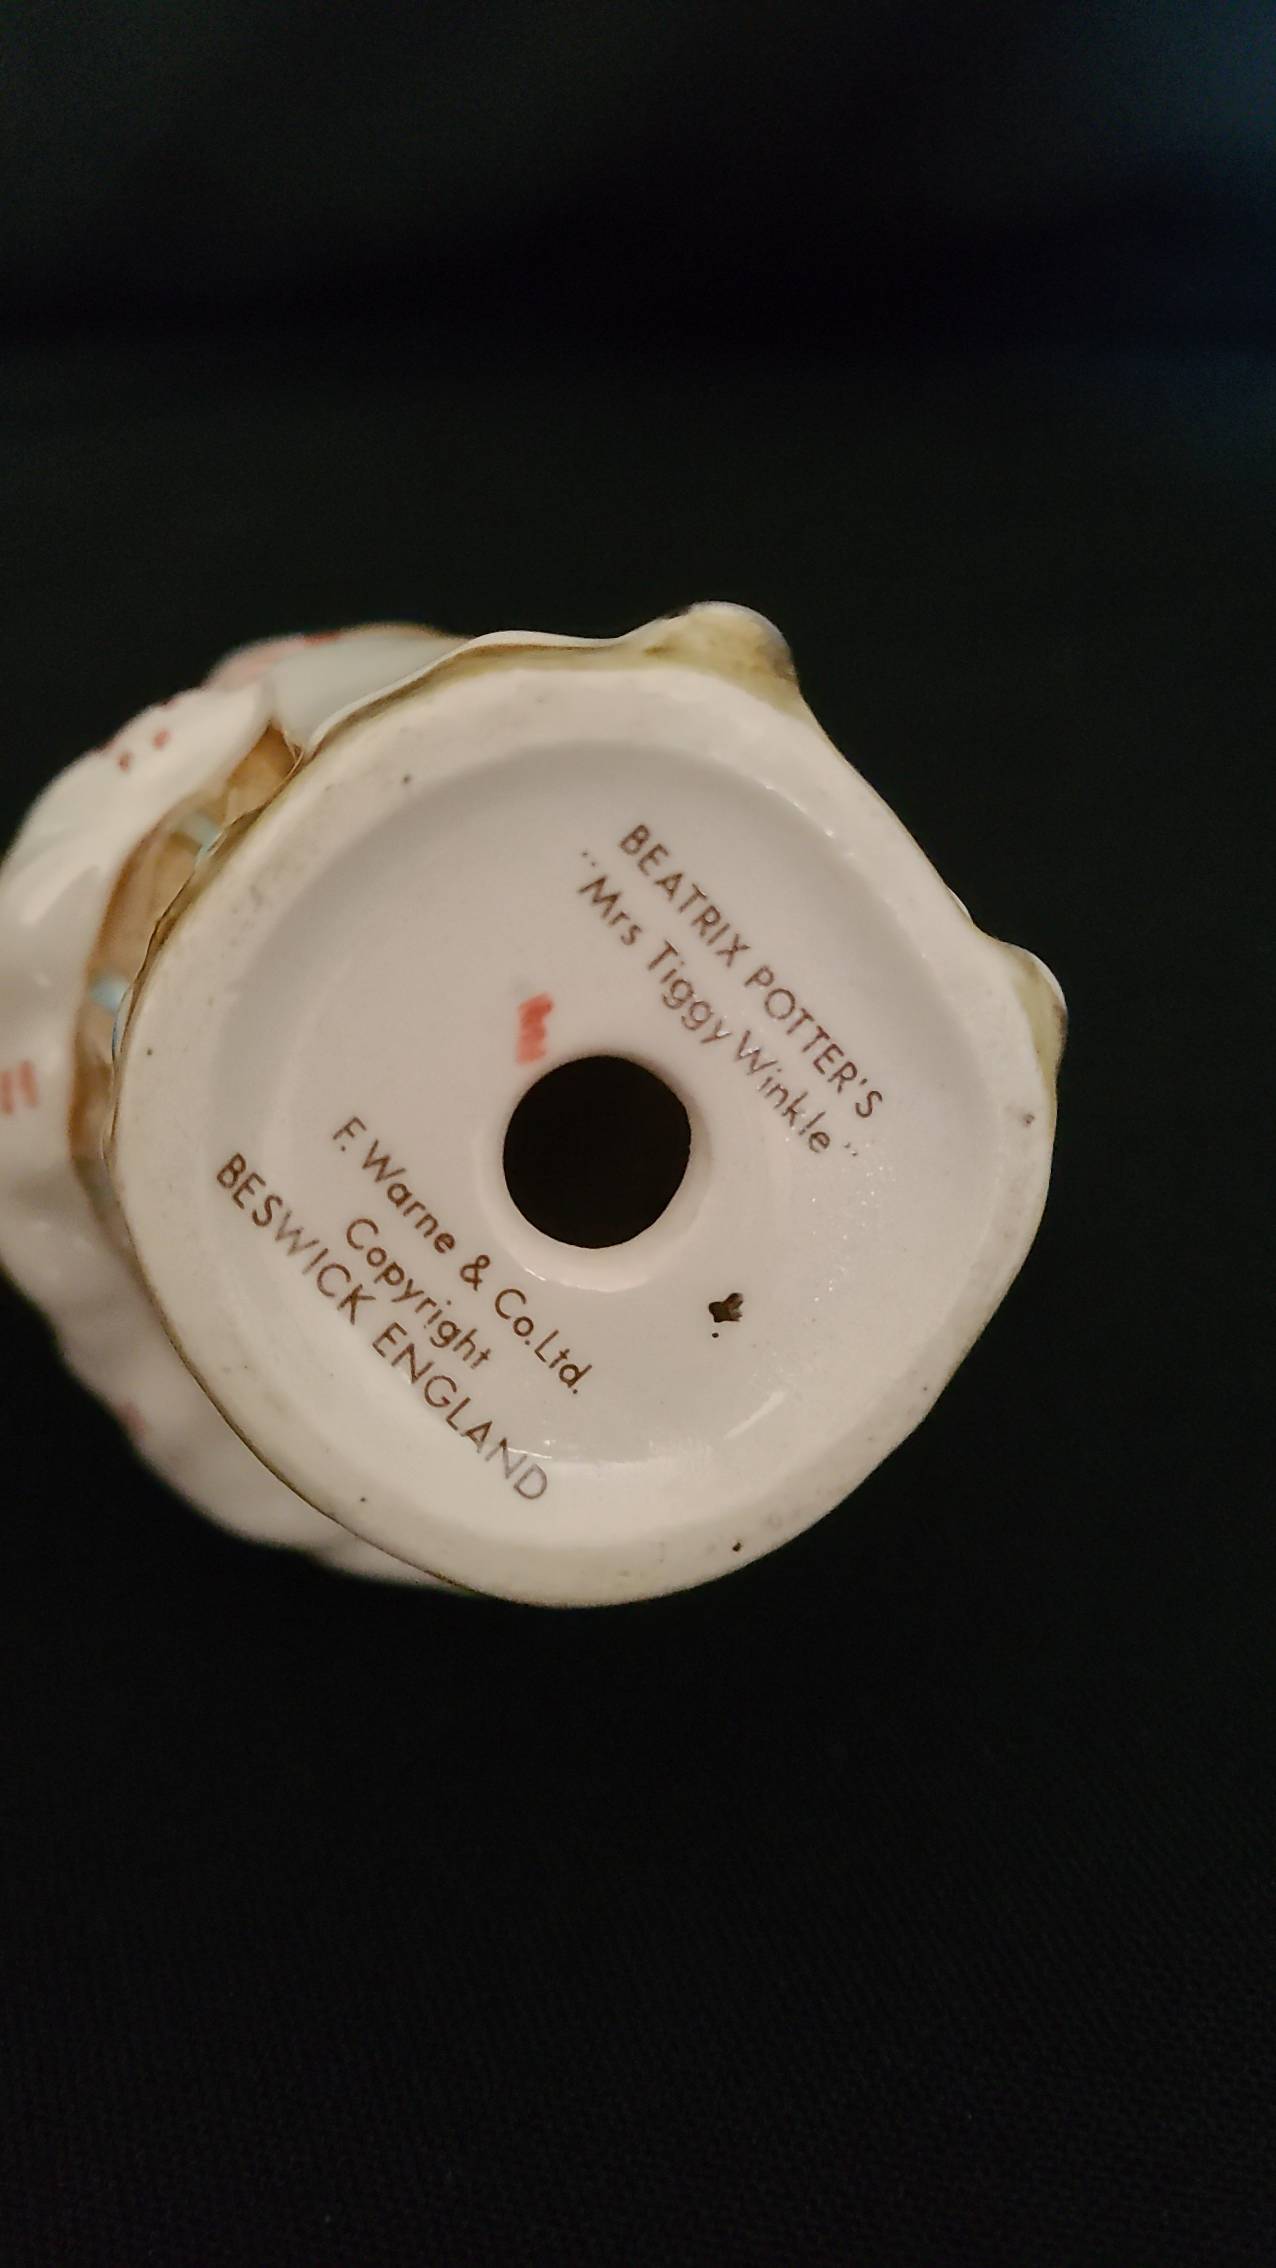 BEATRIX POTTER'S
"Mrs Tiggy Winkle"
F. Warne & Co.Ltd.
Copyright
BESWICK ENGLAND